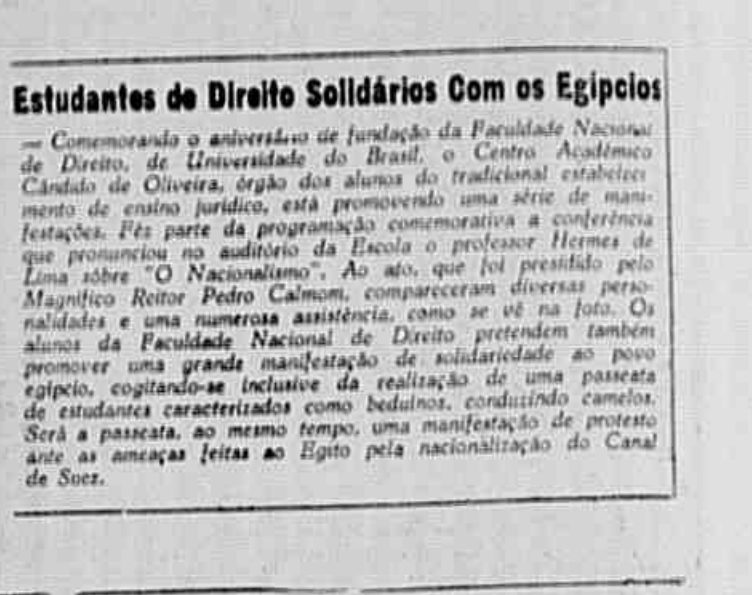 Estudantes de Direito Solidários Com os Egípcios
— Comemorando o aniversário de fundação da Faculdade Nacional
de Direito, de Universidade do Brasil, o Centro Acadêmico
Cândido de Oliveira, órgão dos alunos do tradicional estabeleci-
mento de ensino jurídico, está promovendo uma série de mani-
festações. Fêz parte da programação comemorativa a conferência
que pronunciou no auditório da Escola o professor Hermes de
Lima sôbre "O Nacionalismo". Ao ato, que foi presidido pelo
Magnífico Reitor Pedro Calmom, compareceram diversas perso-
nalidades e uma numerosa assistência, como se vê na foto. Os
alunos da Faculdade Nacional de Direito pretendem também
promover uma grande manifestação de solidariedade ao povo
egípcio, cogitando-se inclusive da realização de uma passeata
de estudantes caracterizados como beduínos, conduzindo camelos.
Será a passeata, ao mesmo tempo, uma manifestação de protesto
ante as ameaças feitas ao Egito pela nacionalização do Canal
de Suez.